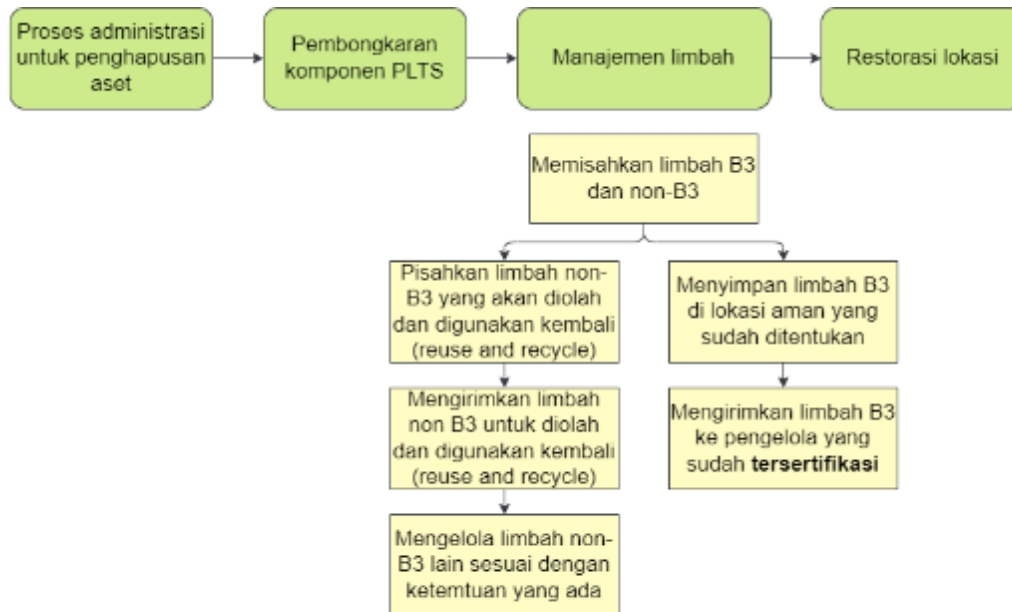 Proses administrasi
untuk penghapusan
aset
Pembongkaran
komponen PLTS
Manajemen limbah
Restorasi lokasi
Memisahkan limbah B3
dan non-B3
Pisahkan limbah non-
B3 yang akan diolah
dan digunakan kembali
(reuse and recycle)
Menyimpan limbah B3
di lokasi aman yang
sudah ditentukan
Mengirimkan limbah
non B3 untuk diolah
dan digunakan kembali
(reuse and recycle)
Mengirimkan limbah B3
ke pengelola yang
sudah tersertifikasi
Mengelola limbah non-
B3 lain sesuai dengan
ketemtuan yang ada